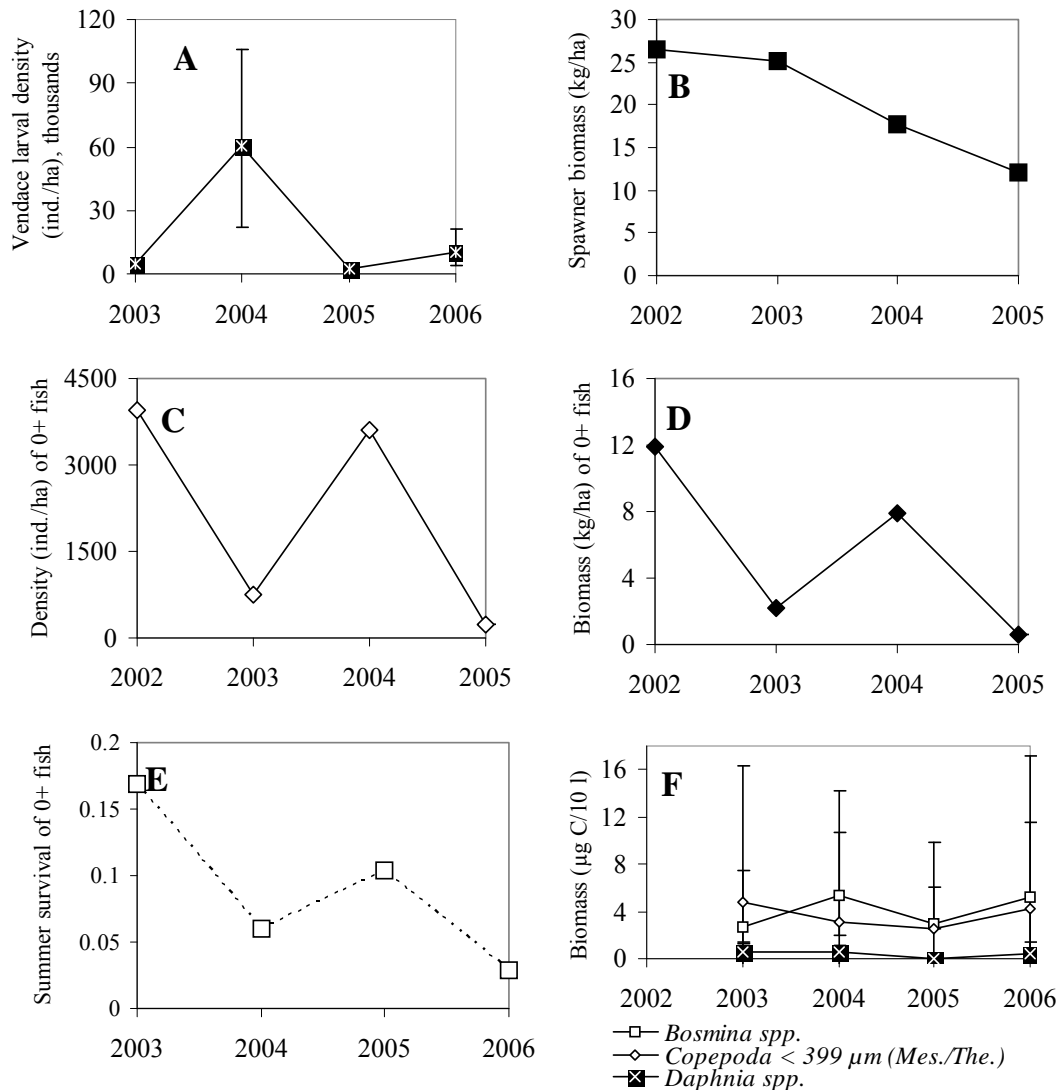 A
Vendace larval density
(ind./ha), thousands
120
90
60
30
0
2003 2004 2005 2006
B
Spawner biomass (kg/ha)
30
25
20
15
10
5
0
2002 2003 2004 2005
C
Density (ind./ha) of 0+ fish
4500
3000
1500
0
2002 2003 2004 2005
D
Biomass (kg/ha) of 0+ fish
16
12
8
4
0
2002 2003 2004 2005
E
Summer survival of 0+ fish
0.2
0.15
0.1
0.05
0
2003 2004 2005 2006
F
Biomass (µg C/10 l)
16
12
8
4
0
2002 2003 2004 2005 2006
Bosmina spp.
Copepoda < 399 µm (Mes./The.)
Daphnia spp.